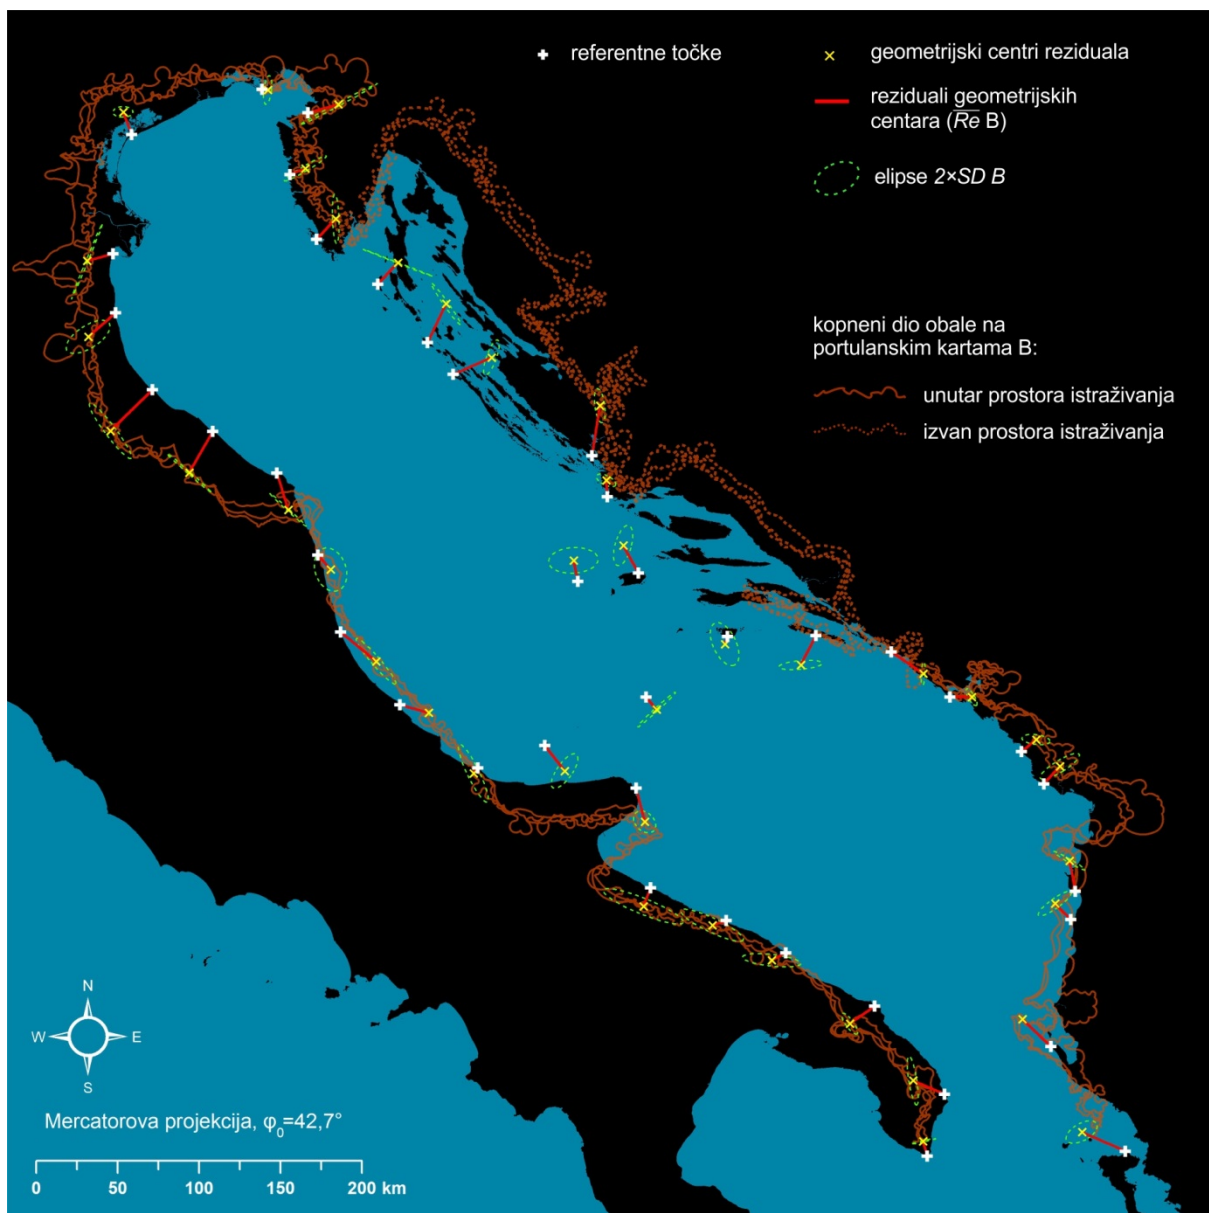 referentne točke
geometrijski centri reziduala
reziduali geometrijskih
centara (R̅e̅ B)
elipse 2×SD B
kopneni dio obale na
portulanskim kartama B:
unutar prostora istraživanja
izvan prostora istraživanja
N
W E
S
Mercatorova projekcija, φ₀=42,7°
0 50 100 150 200 km